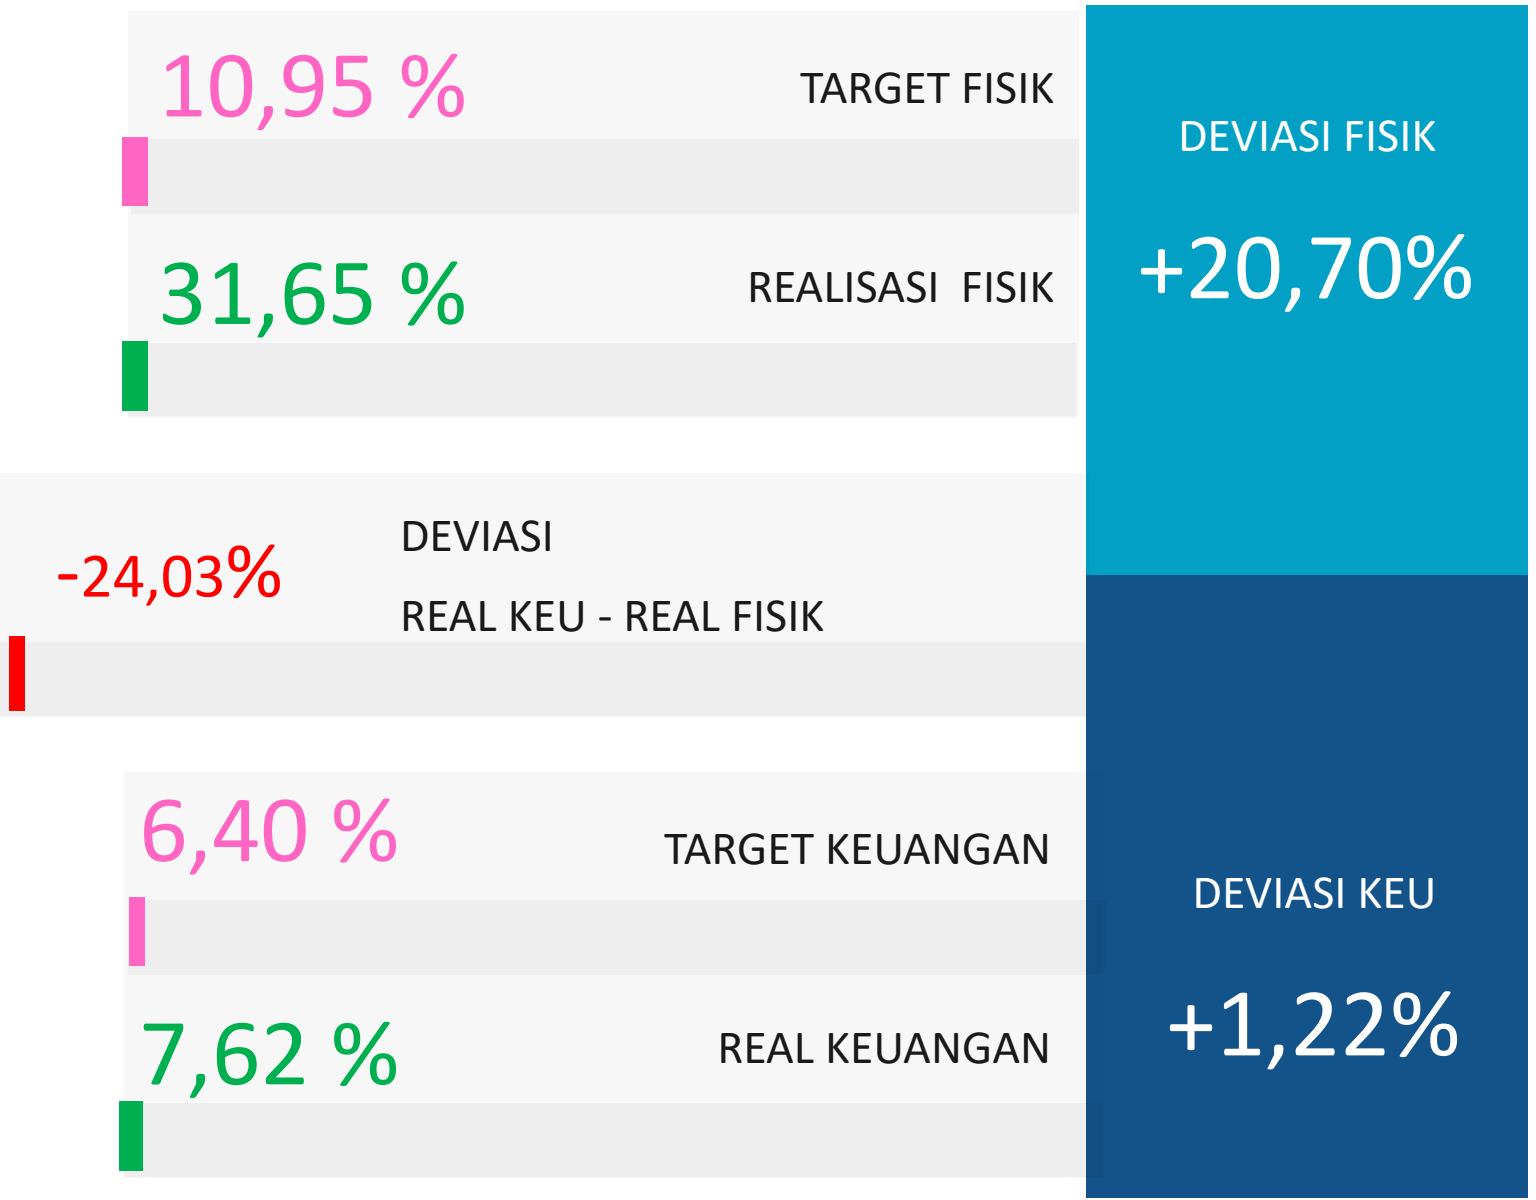 10,95 %
TARGET FISIK
31,65 %
REALISASI FISIK
DEVIASI FISIK
+20,70%
-24,03%
DEVIASI
REAL KEU - REAL FISIK
6,40 %
TARGET KEUANGAN
7,62 %
REAL KEUANGAN
DEVIASI KEU
+1,22%